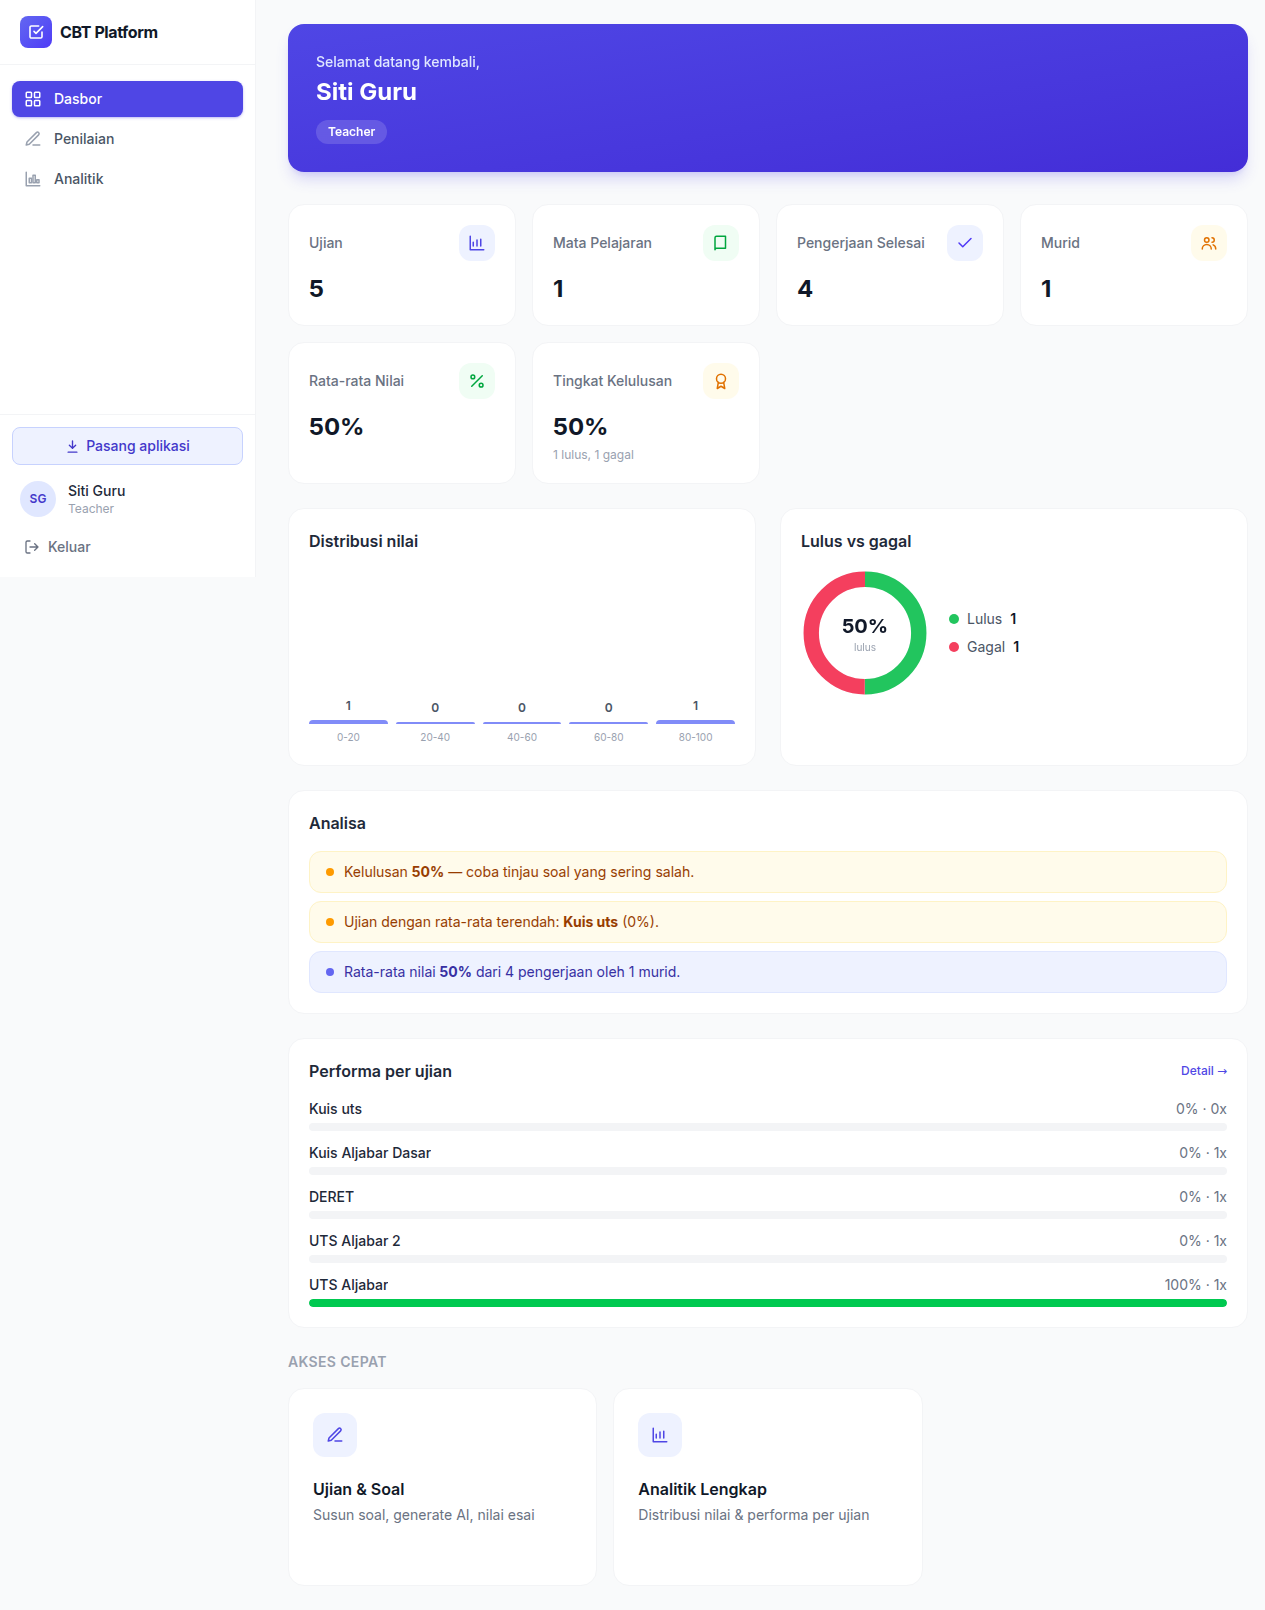 CBT Platform
Dasbor
Penilaian
Analitik
Pasang aplikasi
SG
Siti Guru
Teacher
Keluar
Selamat datang kembali,
Siti Guru
Teacher
Ujian
5
Mata Pelajaran
1
Pengerjaan Selesai
4
Murid
1
Rata-rata Nilai
50%
Tingkat Kelulusan
50%
1 lulus, 1 gagal
Distribusi nilai
1 0 0 0 1
0-20 20-40 40-60 60-80 80-100
Lulus vs gagal
50%
lulus
Lulus 1
Gagal 1
Analisa
Kelulusan 50% — coba tinjau soal yang sering salah.
Ujian dengan rata-rata terendah: Kuis uts (0%).
Rata-rata nilai 50% dari 4 pengerjaan oleh 1 murid.
Performa per ujian
Detail →
Kuis uts 0% · 0x
Kuis Aljabar Dasar 0% · 1x
DERET 0% · 1x
UTS Aljabar 2 0% · 1x
UTS Aljabar 100% · 1x
AKSES CEPAT
Ujian & Soal
Susun soal, generate AI, nilai esai
Analitik Lengkap
Distribusi nilai & performa per ujian